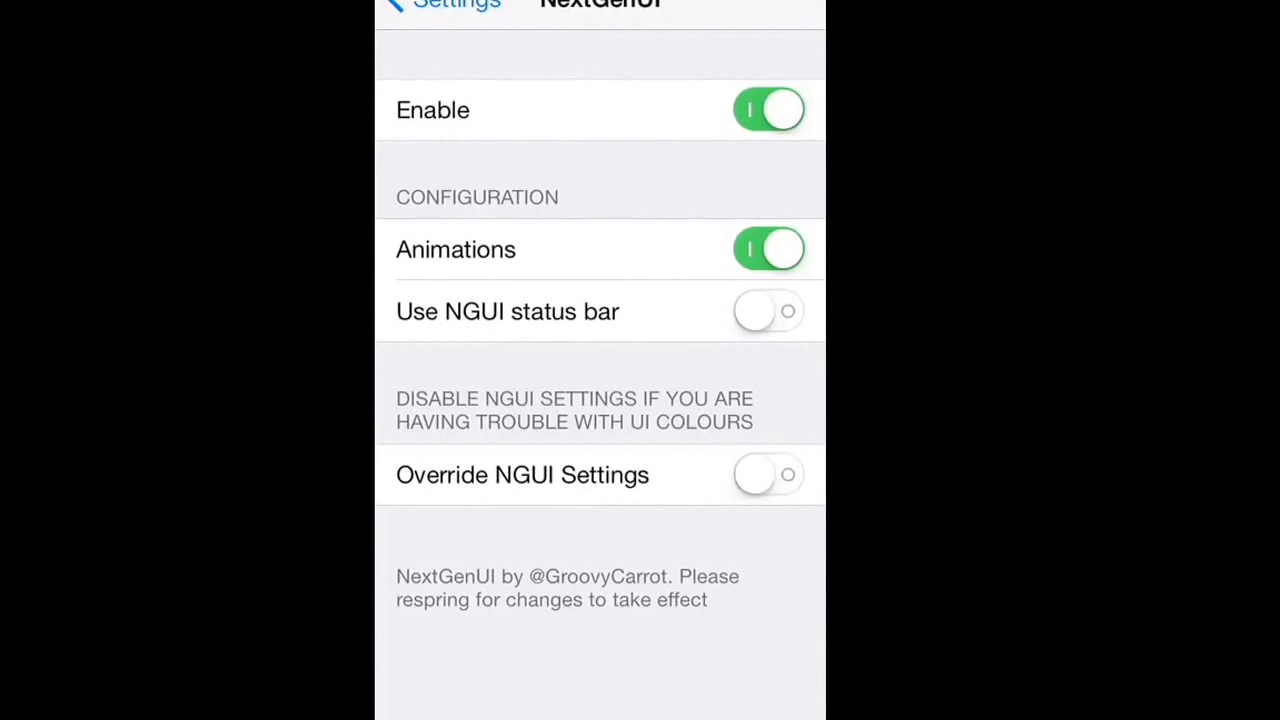 Settings NextGenUI
Enable
CONFIGURATION
Animations
Use NGUI status bar
DISABLE NGUI SETTINGS IF YOU ARE
HAVING TROUBLE WITH UI COLOURS
Override NGUI Settings
NextGenUI by @GroovyCarrot. Please
respring for changes to take effect